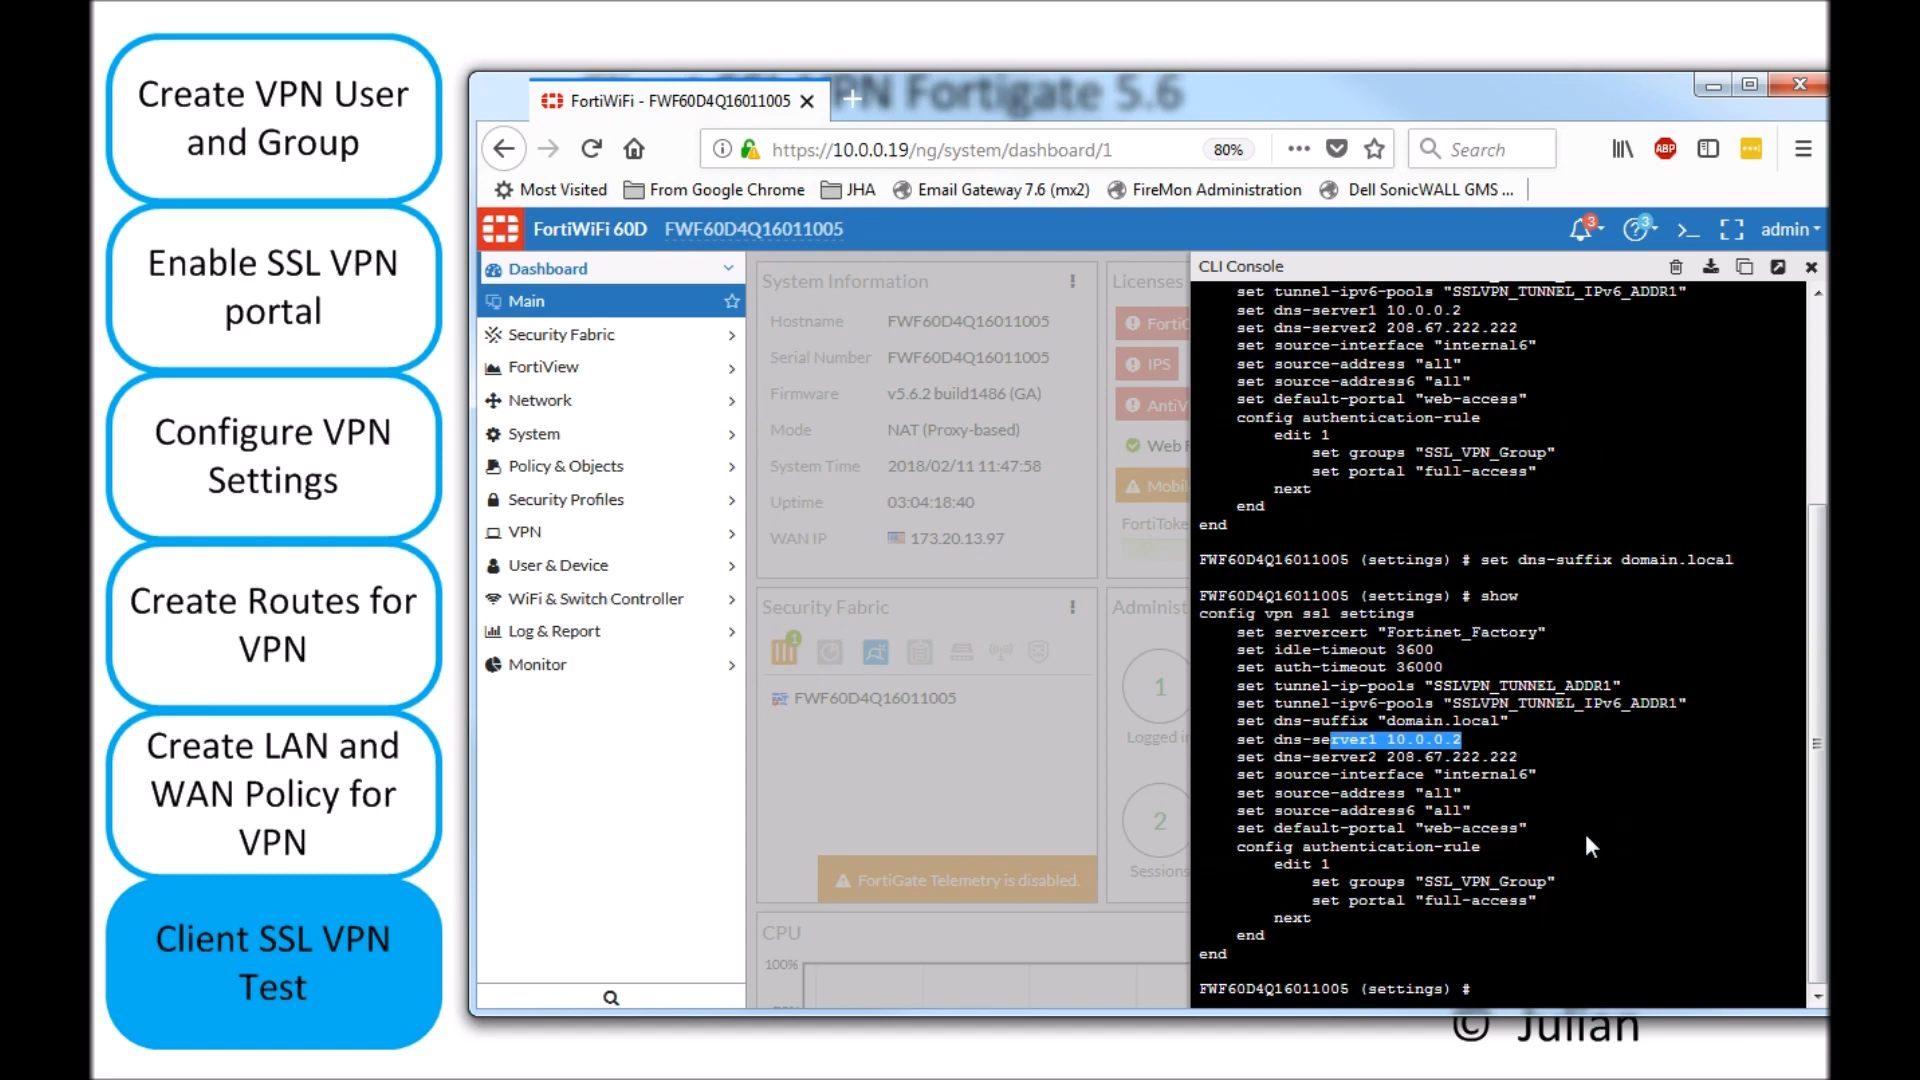 Create VPN User
and Group
Enable SSL VPN
portal
Configure VPN
Settings
Create Routes for
VPN
Create LAN and
WAN Policy for
VPN
Client SSL VPN
Test
VPN Fortigate 5.6
FortiWiFi - FWF60D4Q16011005
https://10.0.0.19/ng/system/dashboard/1
80%
Search
ABP
Most Visited
From Google Chrome
JHA
Email Gateway 7.6 (mx2)
FireMon Administration
Dell SonicWALL GMS ...
FortiWiFi 60D
FWF60D4Q16011005
3
3
admin
Dashboard
Main
Security Fabric
FortiView
Network
System
Policy & Objects
Security Profiles
VPN
User & Device
WiFi & Switch Controller
Log & Report
Monitor
System Information
Hostname FWF60D4Q16011005
Serial Number FWF60D4Q16011005
Firmware v5.6.2 build1486 (GA)
Mode NAT (Proxy-based)
System Time 2018/02/11 11:47:58
Uptime 03:04:18:40
WAN IP 173.20.13.97
Security Fabric
1
FWF60D4Q16011005
FortiGate Telemetry is disabled.
CPU
100%
Licenses
IPS
1
2
Sessions
CLI Console
set tunnel-ipv6-pools "SSLVPN_TUNNEL_IPv6_ADDR1"
set dns-server1 10.0.0.2
set dns-server2 208.67.222.222
set source-interface "internal6"
set source-address "all"
set source-address6 "all"
set default-portal "web-access"
config authentication-rule
edit 1
set groups "SSL_VPN_Group"
set portal "full-access"
next
end
end
FWF60D4Q16011005 (settings) # set dns-suffix domain.local
FWF60D4Q16011005 (settings) # show
config vpn ssl settings
set servercert "Fortinet_Factory"
set idle-timeout 3600
set auth-timeout 36000
set tunnel-ip-pools "SSLVPN_TUNNEL_ADDR1"
set tunnel-ipv6-pools "SSLVPN_TUNNEL_IPv6_ADDR1"
set dns-suffix "domain.local"
set dns-server1 10.0.0.2
set dns-server2 208.67.222.222
set source-interface "internal6"
set source-address "all"
set source-address6 "all"
set default-portal "web-access"
config authentication-rule
edit 1
set groups "SSL_VPN_Group"
set portal "full-access"
next
end
end
FWF60D4Q16011005 (settings) #
© Julian